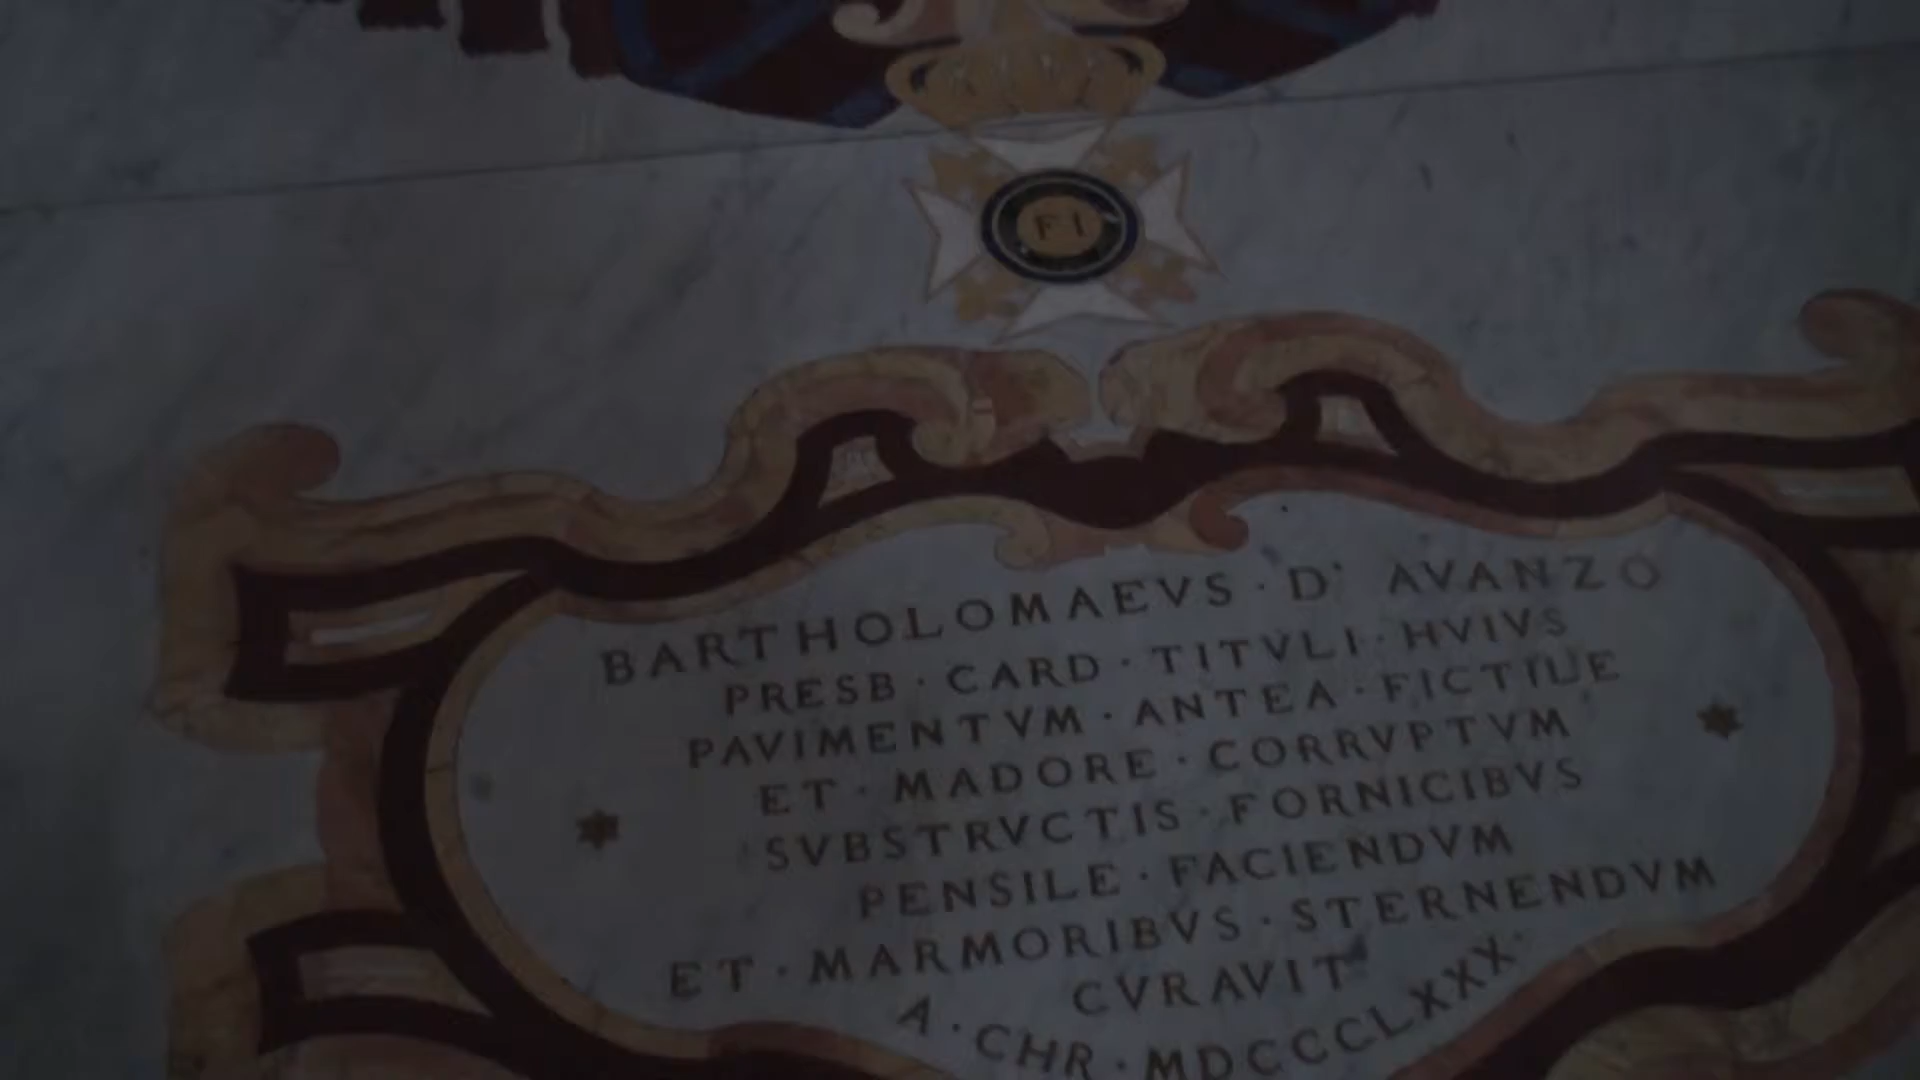 F I
BARTHOLOMAEVS · D' AVANZO
PRESB · CARD · TITVLI · HVIVS
PAVIMENTVM · ANTEA · FICTILE
ET · MADORE · CORRVPTVM
SVBSTRVCTIS · FORNICIBVS
PENSILE · FACIENDVM
ET · MARMORIBVS · STERNENDVM
CVRAVIT
A · CHR · MDCCCLXXX ·